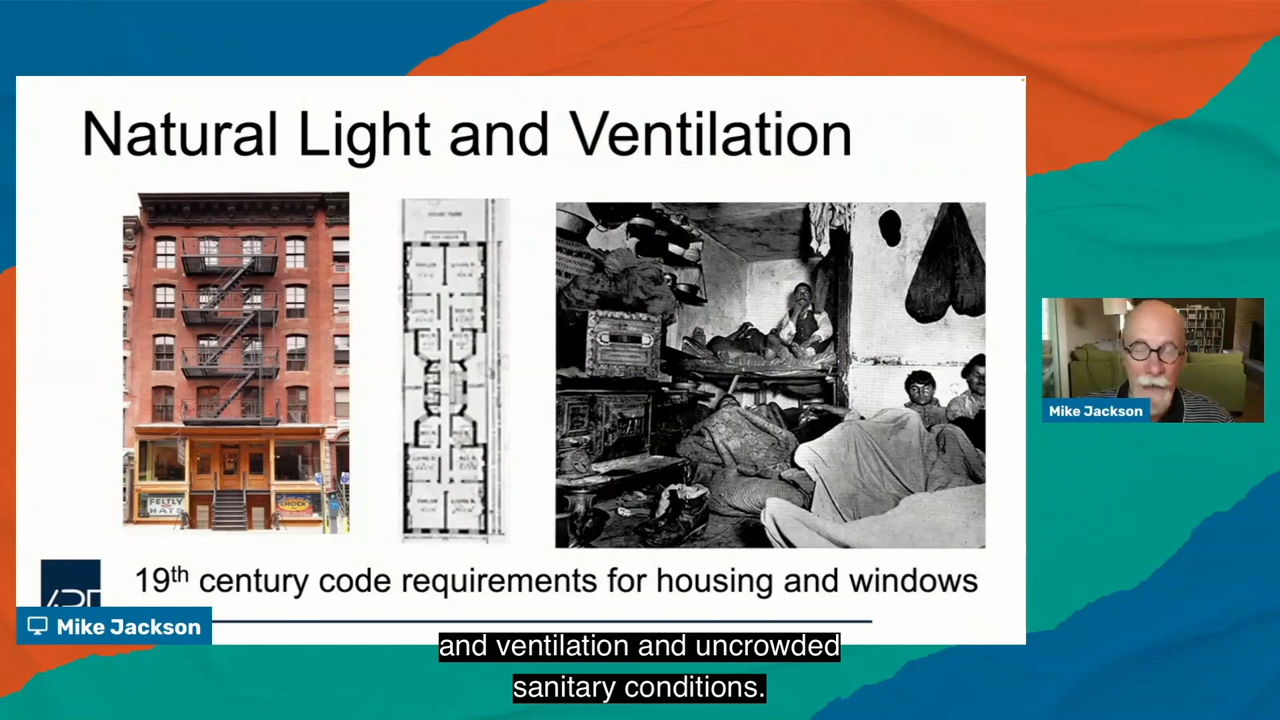 Natural Light and Ventilation
FELTLY
HATS
CHOCK
19th century code requirements for housing and windows
Mike Jackson
Mike Jackson
and ventilation and uncrowded
sanitary conditions.